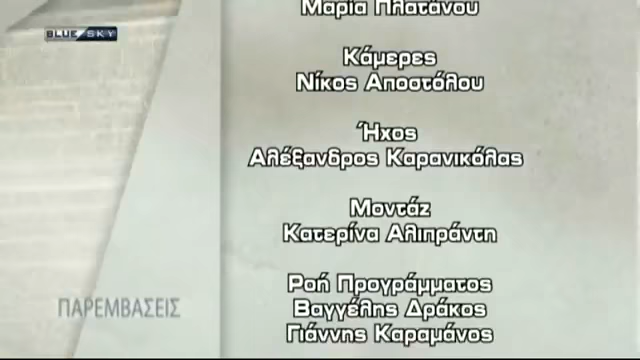 Μαρία Πλατάνου
BLUE SKY
Κάμερες
Νίκος Αποστόλου
Ήχος
Αλέξανδρος Καρανικόλας
Μοντάζ
Κατερίνα Αλιπράντη
Ροή Προγράμματος
Βαγγέλης Δράκος
Γιάννης Καραμάνος
ΠΑΡΕΜΒΑΣΕΙΣ